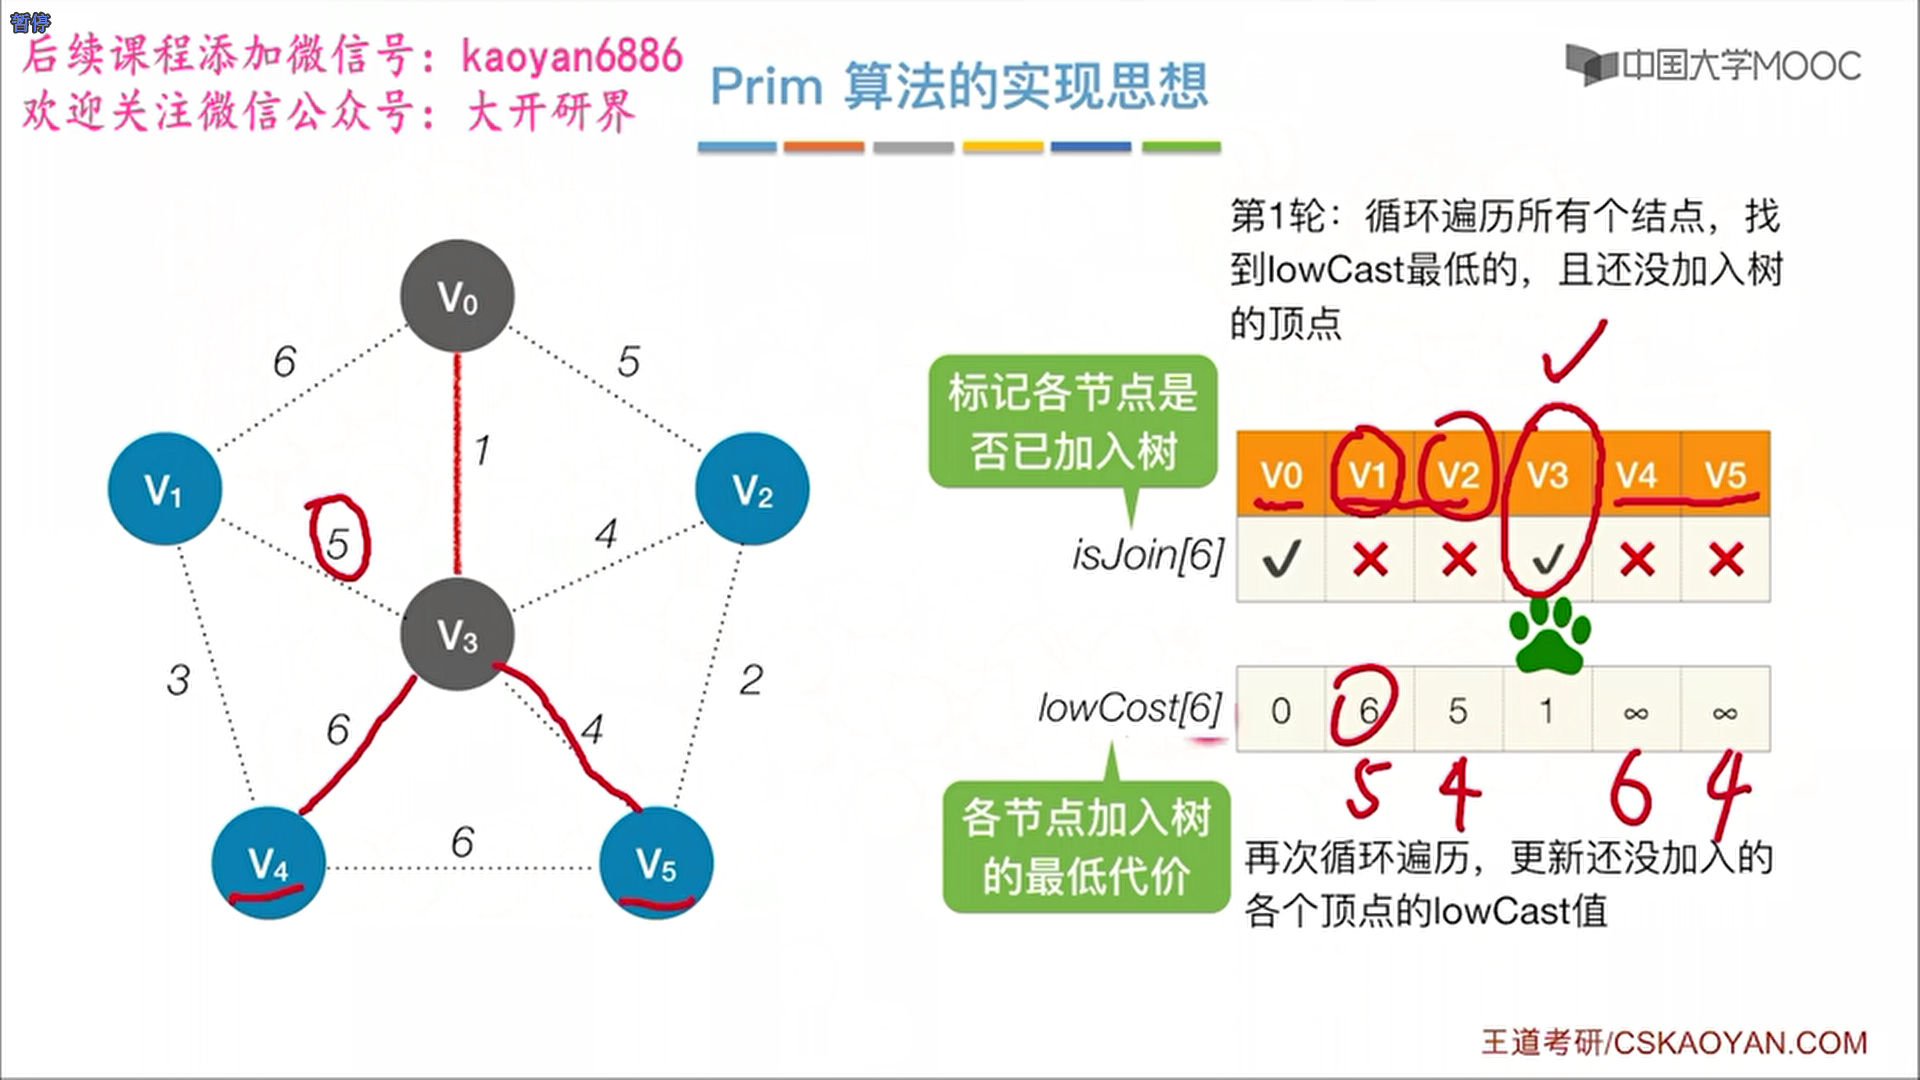 暂停
后续课程添加微信号：kaoyan6886
欢迎关注微信公众号：大开研界
Prim 算法的实现思想
中国大学MOOC
第1轮：循环遍历所有个结点，找
到lowCast最低的，且还没加入树
的顶点
V0
6
5
1
V1
V2
5
4
V3
3
2
6
4
V4
6
V5
标记各节点是
否已加入树
V0 V1 V2 V3 V4 V5
isJoin[6] ✓ ✕ ✕ ✓ ✕ ✕
lowCost[6] 0 6 5 1 ∞ ∞
5 4 6 4
各节点加入树
的最低代价
再次循环遍历，更新还没加入的
各个顶点的lowCast值
王道考研/CSKAOYAN.COM